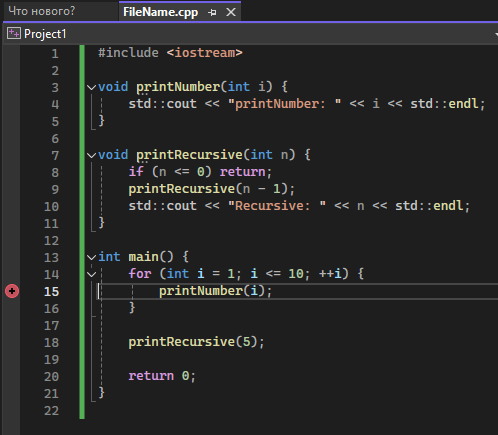 Что нового?
FileName.cpp
Project1
1 #include <iostream>
2
3 void printNumber(int i) {
4     std::cout << "printNumber: " << i << std::endl;
5 }
6
7 void printRecursive(int n) {
8     if (n <= 0) return;
9     printRecursive(n - 1);
10     std::cout << "Recursive: " << n << std::endl;
11 }
12
13 int main() {
14     for (int i = 1; i <= 10; ++i) {
15         printNumber(i);
16     }
17
18     printRecursive(5);
19
20     return 0;
21 }
22